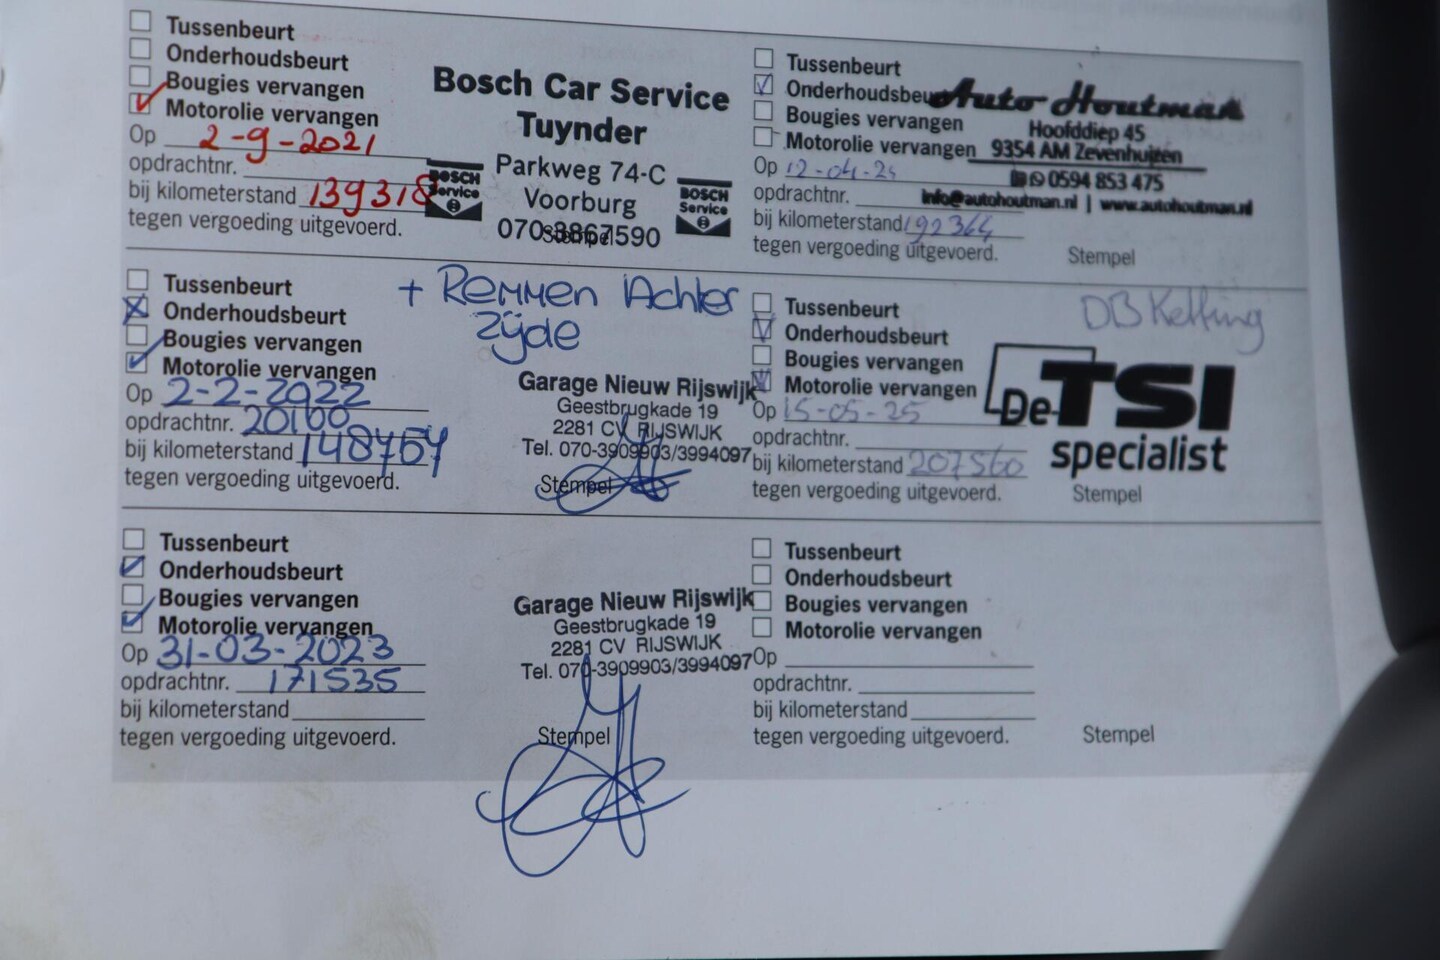 Tussenbeurt
Onderhoudsbeurt
Bougies vervangen
Motorolie vervangen
Op 2-9-2021
opdrachtnr.
bij kilometerstand 139318
tegen vergoeding uitgevoerd.
Bosch Car Service
Tuynder
Parkweg 74-C
Voorburg
070-3867590
BOSCH
Service
BOSCH
Service
Stempel
Tussenbeurt
Onderhoudsbeurt
Bougies vervangen
Motorolie vervangen
Op 2-2-2022
opdrachtnr. 20100
bij kilometerstand 148757
tegen vergoeding uitgevoerd.
+ Remmen Achter
zijde
Garage Nieuw Rijswijk
Geestbrugkade 19
2281 CV RIJSWIJK
Tel. 070-3909903/3994097
Stempel
Tussenbeurt
Onderhoudsbeurt
Bougies vervangen
Motorolie vervangen
Op 31-03-2023
opdrachtnr. 171535
bij kilometerstand
tegen vergoeding uitgevoerd.
Garage Nieuw Rijswijk
Geestbrugkade 19
2281 CV RIJSWIJK
Tel. 070-3909903/3994097
Stempel
Tussenbeurt
Onderhoudsbeurt
Bougies vervangen
Motorolie vervangen
Op 12-04-24
opdrachtnr.
bij kilometerstand 192364
tegen vergoeding uitgevoerd.
Auto Houtman
Hoofddiep 45
9354 AM Zevenhuizen
0594 853 475
info@autohoutman.nl | www.autohoutman.nl
Stempel
Tussenbeurt
Onderhoudsbeurt
Bougies vervangen
Motorolie vervangen
Op 15-05-25
opdrachtnr.
bij kilometerstand 207560
tegen vergoeding uitgevoerd.
De TSI
specialist
Stempel
Tussenbeurt
Onderhoudsbeurt
Bougies vervangen
Motorolie vervangen
Op
opdrachtnr.
bij kilometerstand
tegen vergoeding uitgevoerd.
Stempel